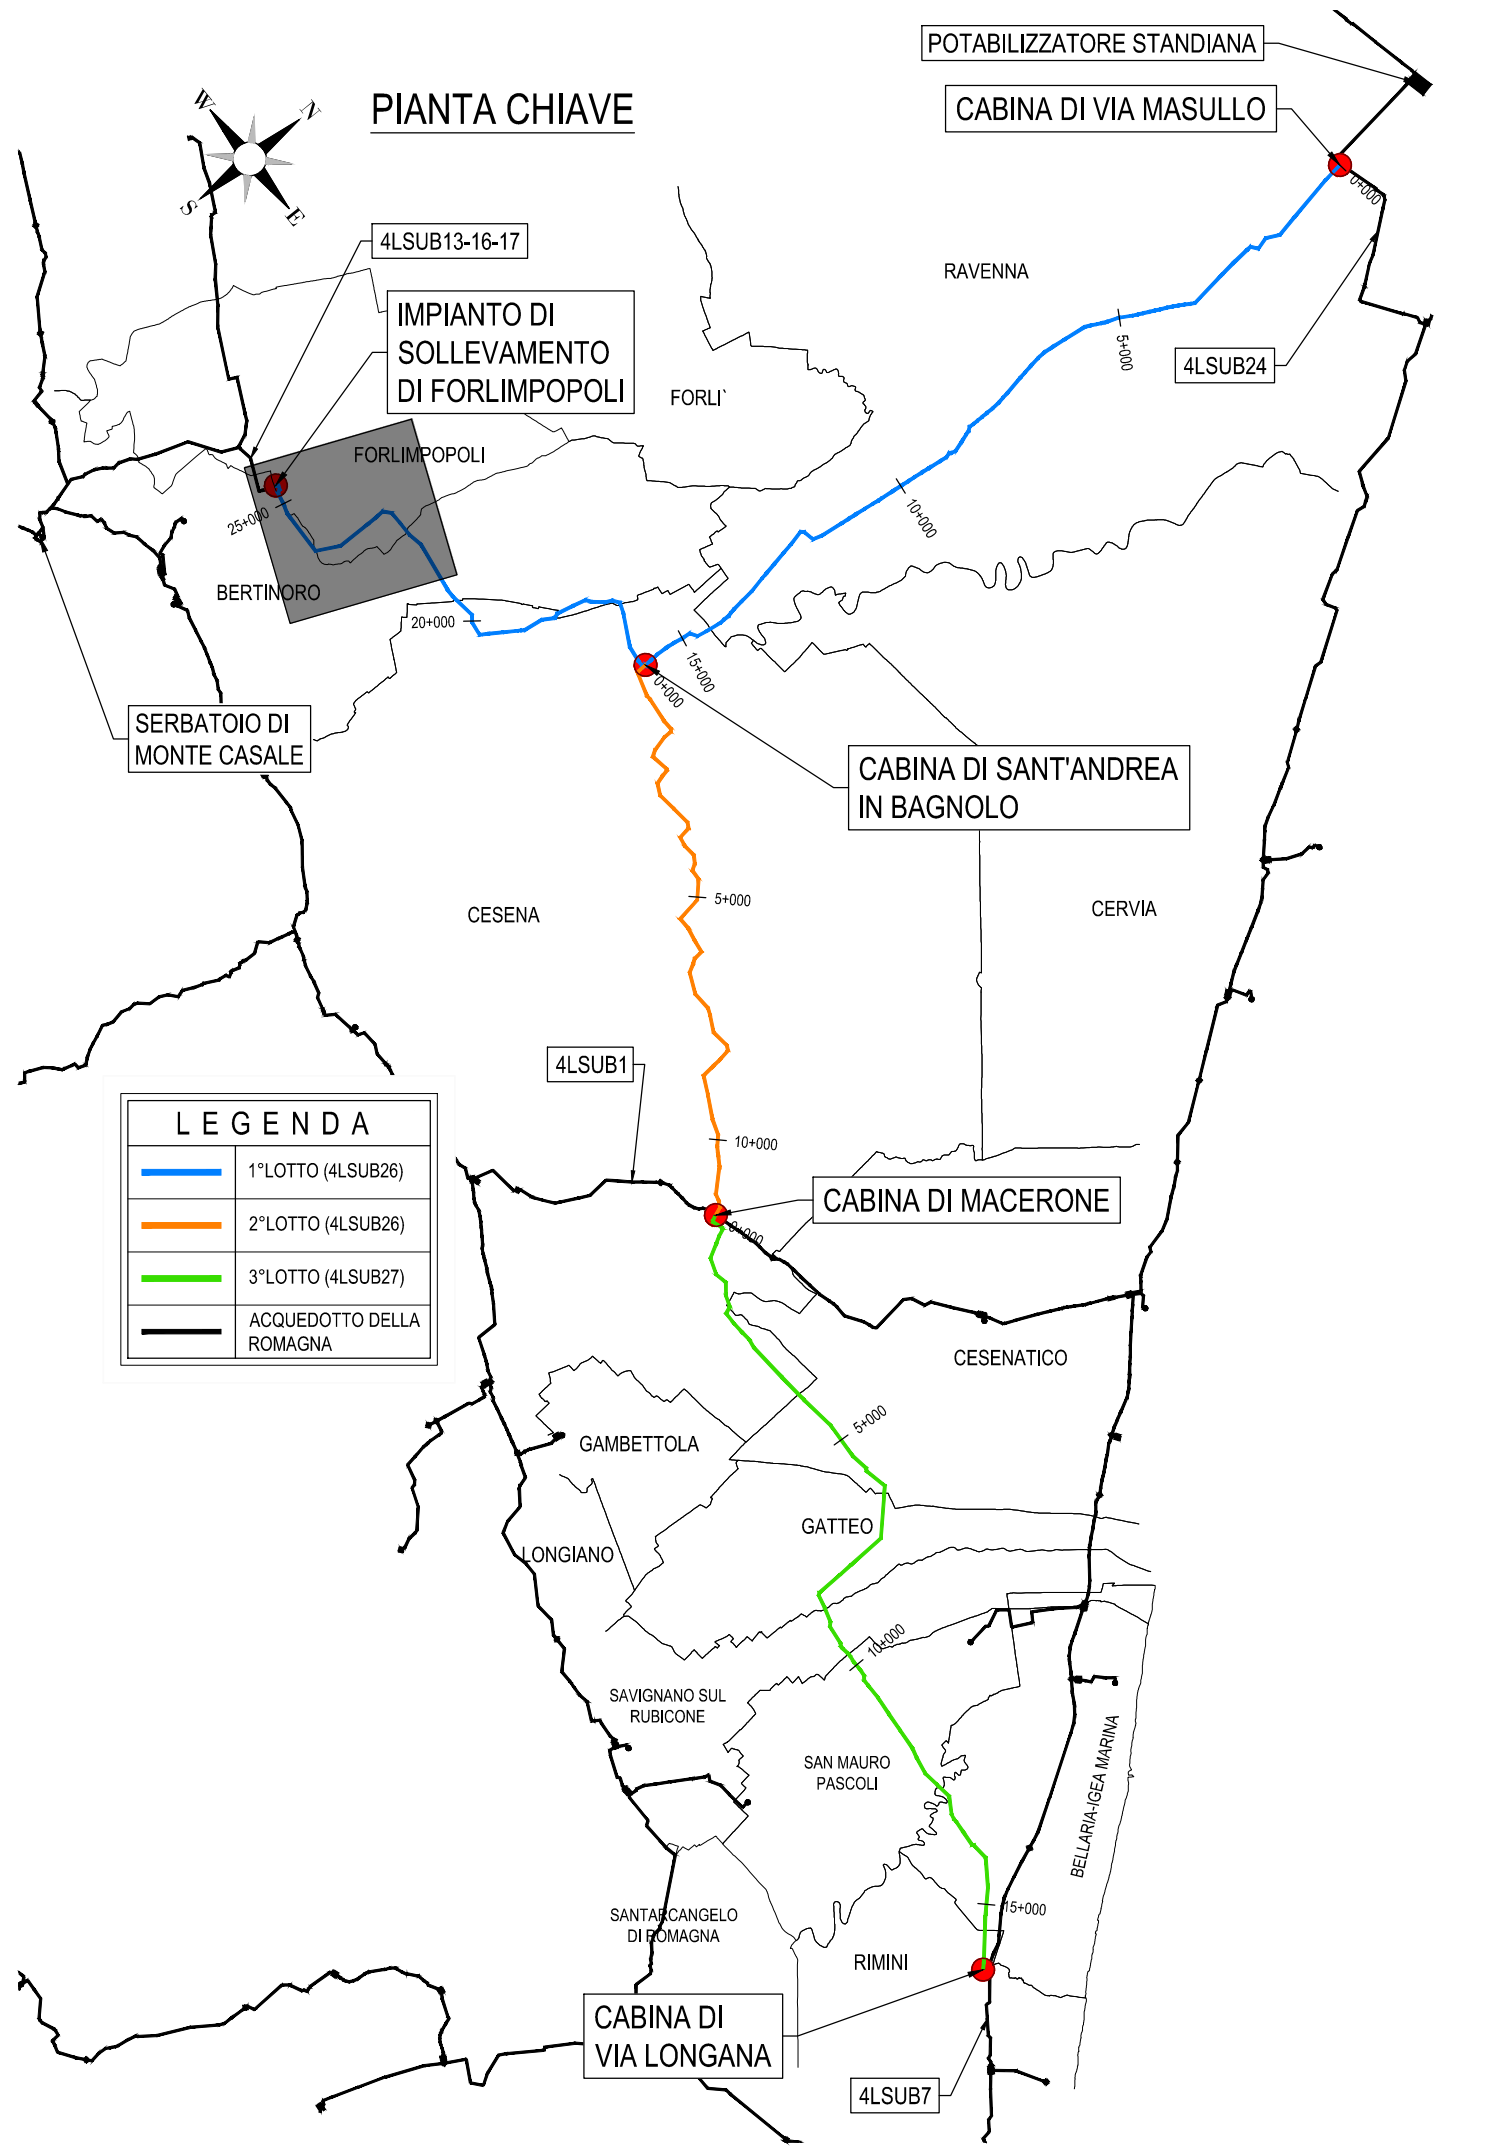 POTABILIZZATORE STANDIANA
PIANTA CHIAVE
CABINA DI VIA MASULLO
W
N
S
E
0+000
4LSUB13-16-17
RAVENNA
IMPIANTO DI
SOLLEVAMENTO
DI FORLIMPOPOLI
5+000
4LSUB24
FORLI`
FORLIMPOPOLI
25+000
10+000
BERTINORO
20+000
15+000
0+000
SERBATOIO DI
MONTE CASALE
CABINA DI SANT'ANDREA
IN BAGNOLO
5+000
CESENA
CERVIA
4LSUB1
10+000
LEGENDA
1°LOTTO (4LSUB26)
2°LOTTO (4LSUB26)
3°LOTTO (4LSUB27)
ACQUEDOTTO DELLA
ROMAGNA
CABINA DI MACERONE
0+000
CESENATICO
5+000
GAMBETTOLA
GATTEO
LONGIANO
10+000
SAVIGNANO SUL
RUBICONE
SAN MAURO
PASCOLI
BELLARIA-IGEA MARINA
15+000
SANTARCANGELO
DI ROMAGNA
RIMINI
CABINA DI
VIA LONGANA
4LSUB7